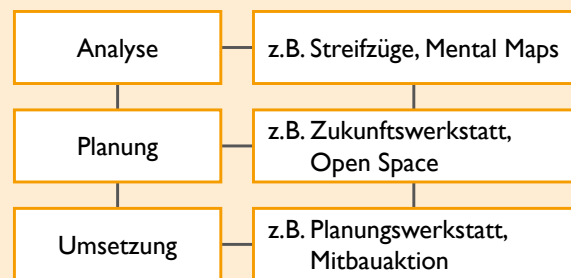 Analyse
z.B. Streifzüge, Mental Maps
Planung
z.B. Zukunftswerkstatt,
Open Space
Umsetzung
z.B. Planungswerkstatt,
Mitbauaktion